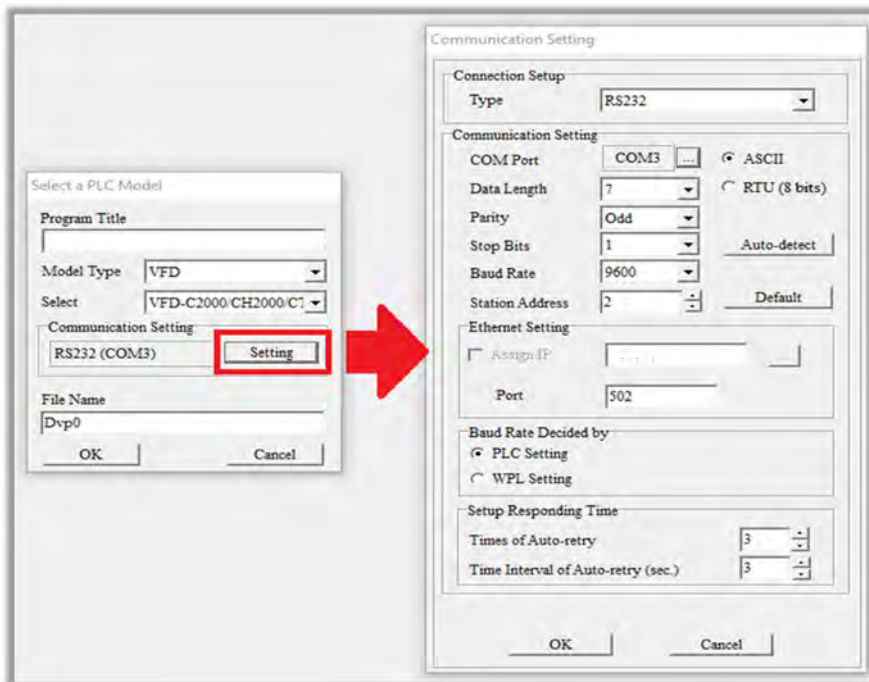 Select a PLC Model
Program Title
Model Type VFD
Select VFD-C2000/CH2000/CT
Communication Setting
RS232 (COM3) Setting
File Name
Dvp0
OK Cancel
Communication Setting
Connection Setup
Type RS232
Communication Setting
COM Port COM3 ... ASCII
Data Length 7 RTU (8 bits)
Parity Odd
Stop Bits 1 Auto-detect
Baud Rate 9600
Station Address 2 Default
Ethernet Setting
Assign IP . . .
Port 502
Baud Rate Decided by
PLC Setting
WPL Setting
Setup Responding Time
Times of Auto-retry 3
Time Interval of Auto-retry (sec.) 3
OK Cancel